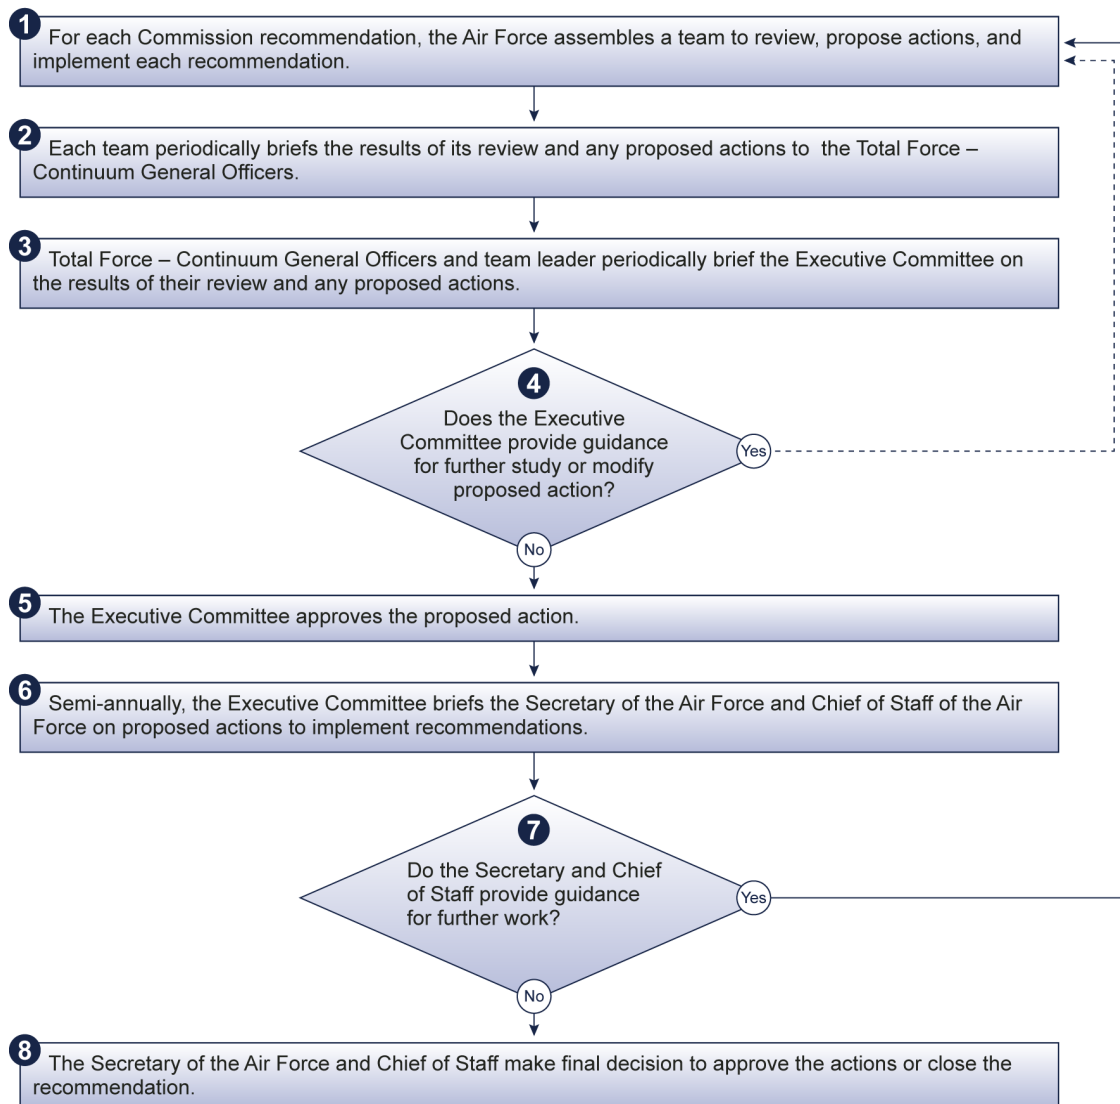 1
For each Commission recommendation, the Air Force assembles a team to review, propose actions, and
implement each recommendation.
2
Each team periodically briefs the results of its review and any proposed actions to the Total Force –
Continuum General Officers.
3
Total Force – Continuum General Officers and team leader periodically brief the Executive Committee on
the results of their review and any proposed actions.
4
Does the Executive
Committee provide guidance
for further study or modify
proposed action?
Yes
No
5
The Executive Committee approves the proposed action.
6
Semi-annually, the Executive Committee briefs the Secretary of the Air Force and Chief of Staff of the Air
Force on proposed actions to implement recommendations.
7
Do the Secretary and Chief
of Staff provide guidance
for further work?
Yes
No
8
The Secretary of the Air Force and Chief of Staff make final decision to approve the actions or close the
recommendation.